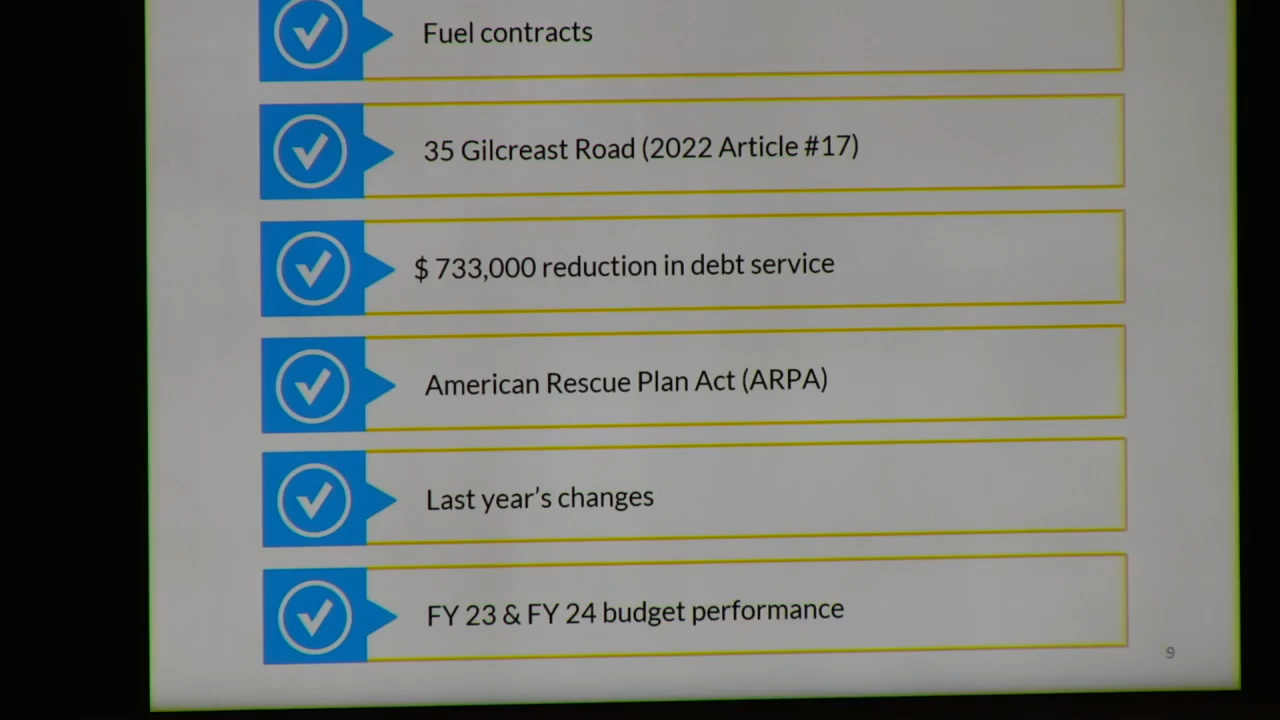 Fuel contracts
35 Gilcreast Road (2022 Article #17)
$ 733,000 reduction in debt service
American Rescue Plan Act (ARPA)
Last year's changes
FY 23 & FY 24 budget performance
9